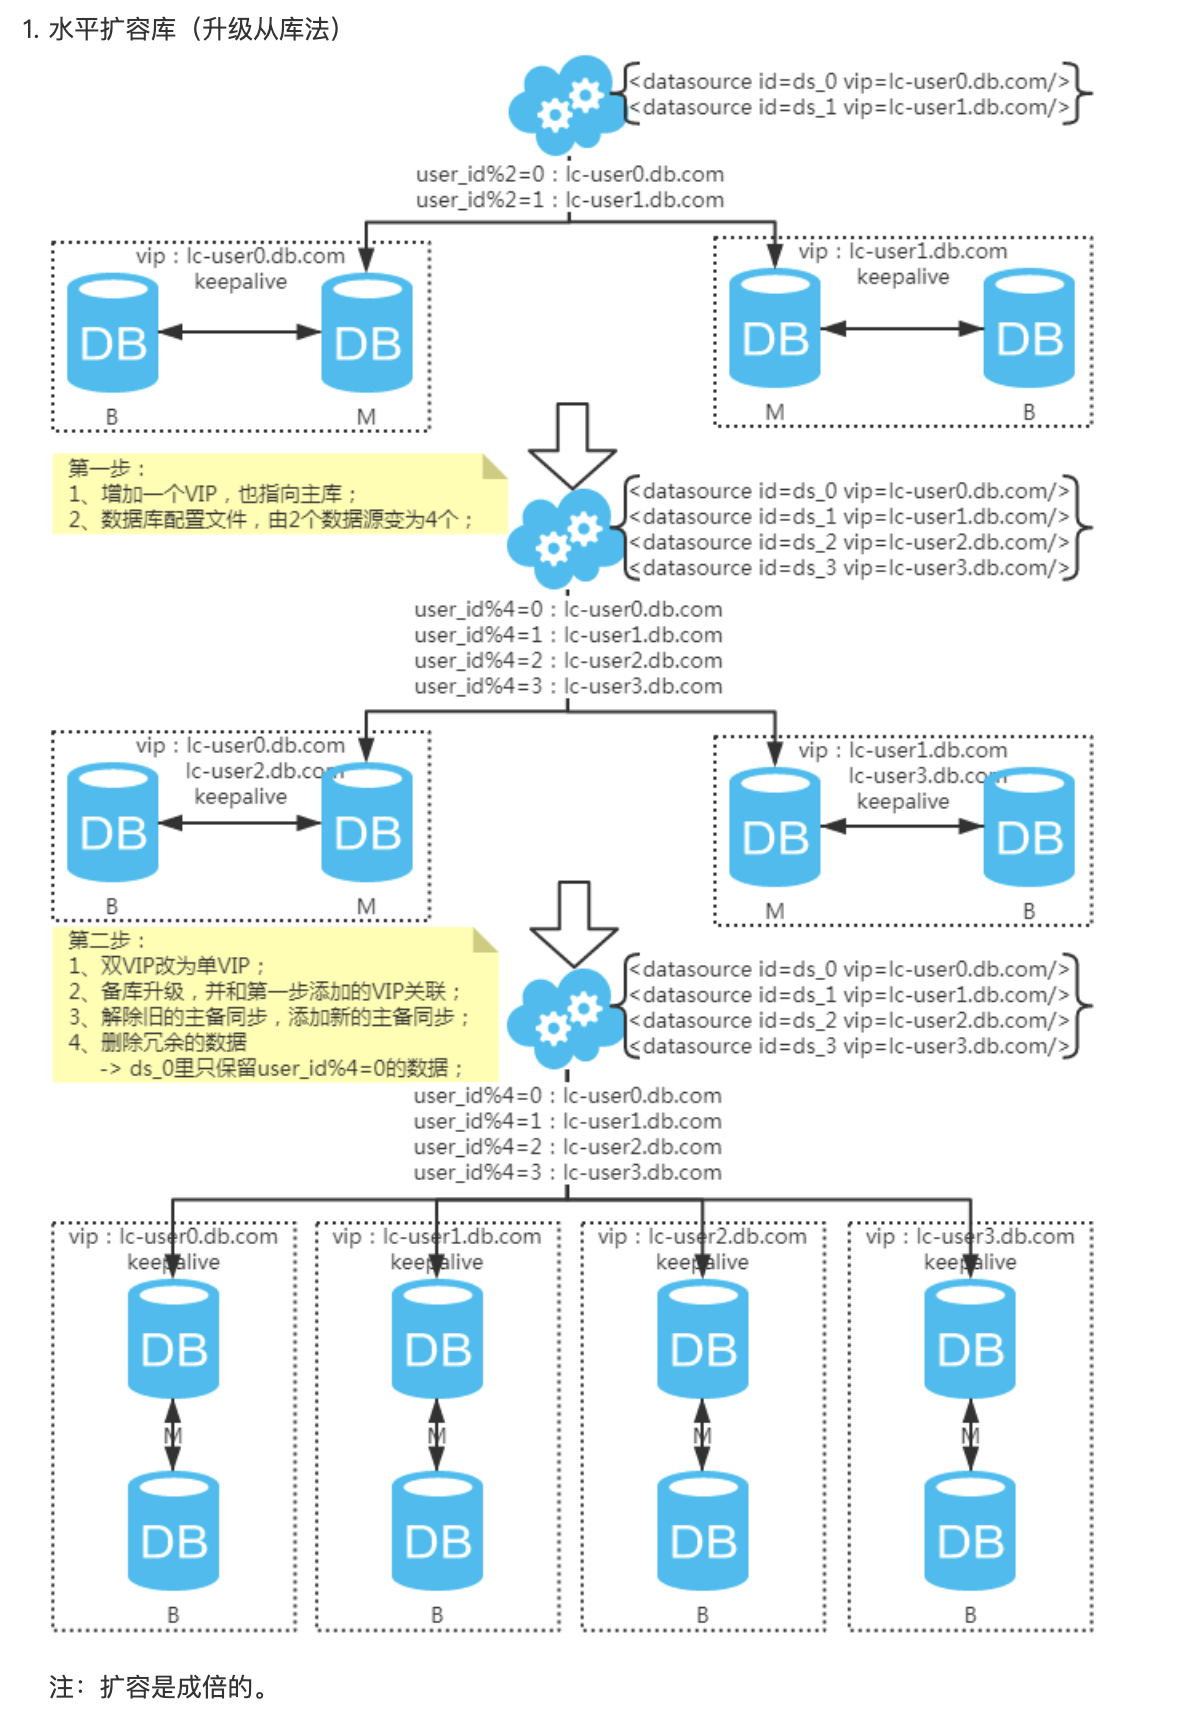 1. 水平扩容库（升级从库法）
<datasource id=ds_0 vip=lc-user0.db.com/>
<datasource id=ds_1 vip=lc-user1.db.com/>
user_id%2=0：lc-user0.db.com
user_id%2=1：lc-user1.db.com
vip：lc-user0.db.com
keepalive
DB
DB
B
M
vip：lc-user1.db.com
keepalive
DB
DB
M
B
第一步：
1、增加一个VIP，也指向主库；
2、数据库配置文件，由2个数据源变为4个；
<datasource id=ds_0 vip=lc-user0.db.com/>
<datasource id=ds_1 vip=lc-user1.db.com/>
<datasource id=ds_2 vip=lc-user2.db.com/>
<datasource id=ds_3 vip=lc-user3.db.com/>
user_id%4=0：lc-user0.db.com
user_id%4=1：lc-user1.db.com
user_id%4=2：lc-user2.db.com
user_id%4=3：lc-user3.db.com
vip：lc-user0.db.com
lc-user2.db.com
keepalive
DB
DB
B
M
vip：lc-user1.db.com
lc-user3.db.com
keepalive
DB
DB
M
B
第二步：
1、双VIP改为单VIP；
2、备库升级，并和第一步添加的VIP关联；
3、解除旧的主备同步，添加新的主备同步；
4、删除冗余的数据
-> ds_0里只保留user_id%4=0的数据；
<datasource id=ds_0 vip=lc-user0.db.com/>
<datasource id=ds_1 vip=lc-user1.db.com/>
<datasource id=ds_2 vip=lc-user2.db.com/>
<datasource id=ds_3 vip=lc-user3.db.com/>
user_id%4=0：lc-user0.db.com
user_id%4=1：lc-user1.db.com
user_id%4=2：lc-user2.db.com
user_id%4=3：lc-user3.db.com
vip：lc-user0.db.com
keepalive
DB
M
DB
B
vip：lc-user1.db.com
keepalive
DB
M
DB
B
vip：lc-user2.db.com
keepalive
DB
M
DB
B
vip：lc-user3.db.com
keepalive
DB
M
DB
B
注：扩容是成倍的。